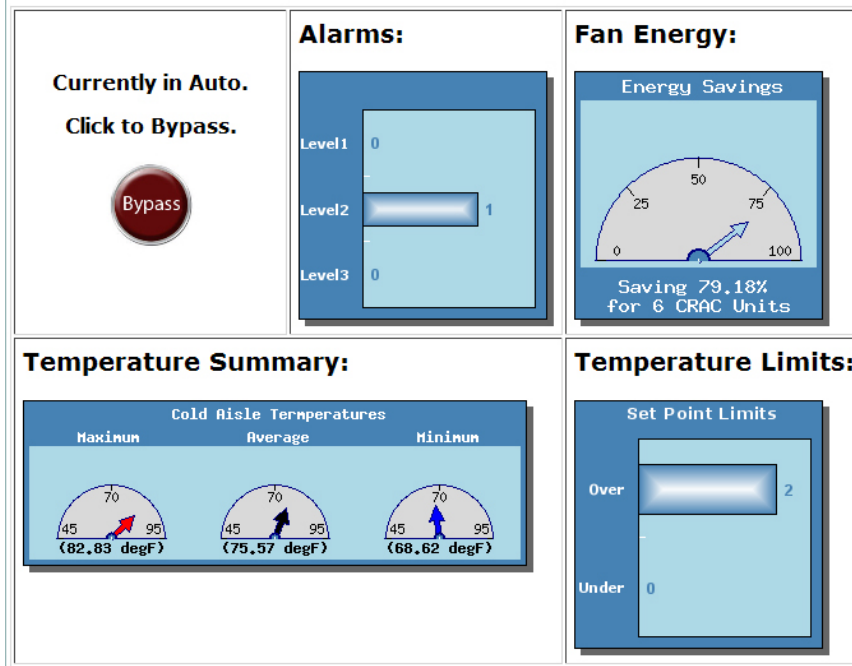 Currently in Auto.
Click to Bypass.
Bypass
Alarms:
Level1 0
Level2 1
Level3 0
Fan Energy:
Energy Savings
0 25 50 75 100
Saving 79.18%
for 6 CRAC Units
Temperature Summary:
Cold Aisle Termperatures
Maximum Average Minimum
70 70 70
45 95 45 95 45 95
(82.83 degF) (75.57 degF) (68.62 degF)
Temperature Limits:
Set Point Limits
Over 2
Under 0